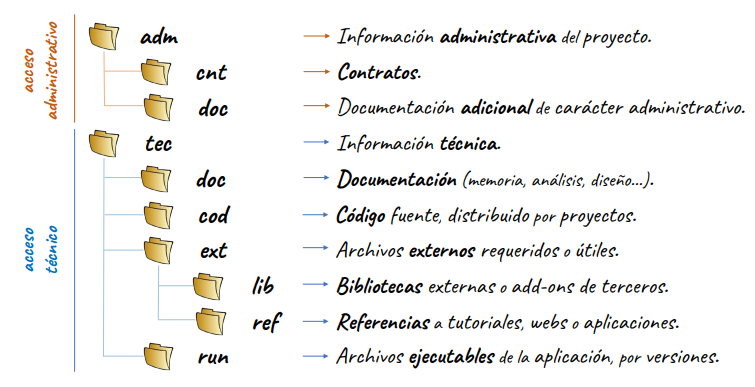 acceso administrativo
adm → Información administrativa del proyecto.
cnt → Contratos.
doc → Documentación adicional de carácter administrativo.
acceso técnico
tec → Información técnica.
doc → Documentación (memoria, análisis, diseño...).
cod → Código fuente, distribuido por proyectos.
ext → Archivos externos requeridos o útiles.
lib → Bibliotecas externas o add-ons de terceros.
ref → Referencias a tutoriales, webs o aplicaciones.
run → Archivos ejecutables de la aplicación, por versiones.